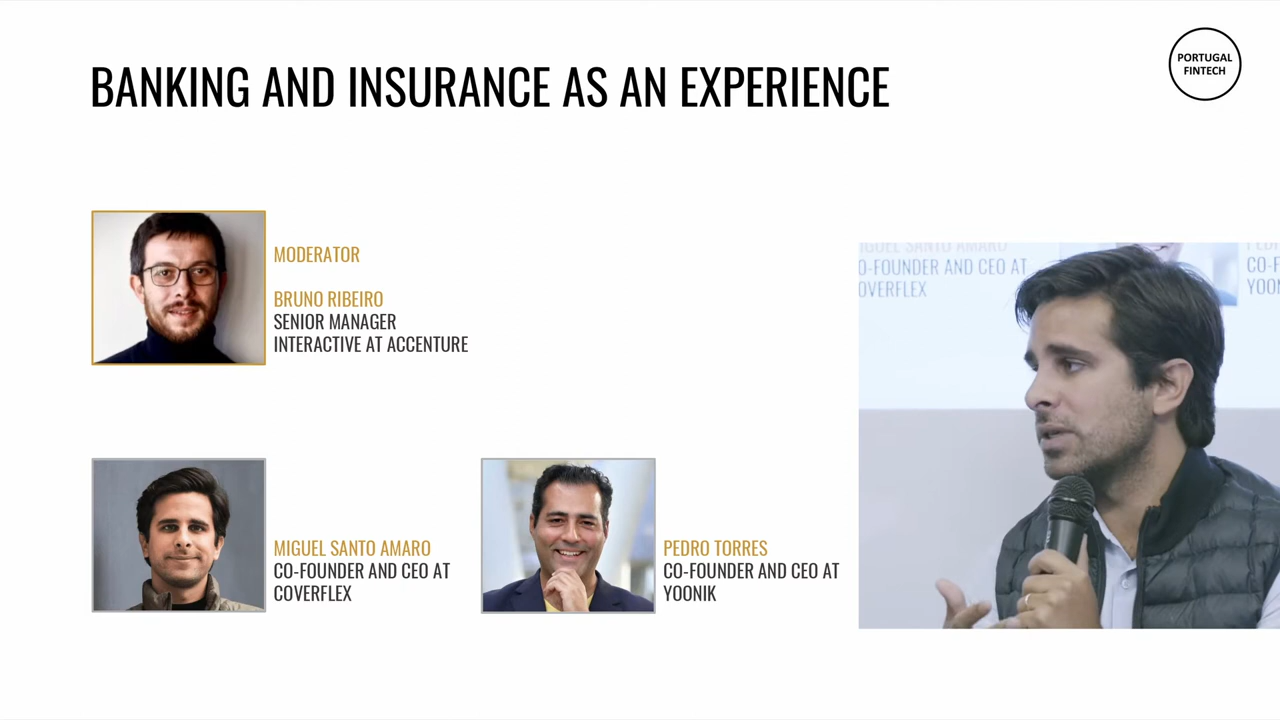 BANKING AND INSURANCE AS AN EXPERIENCE
PORTUGAL
FINTECH
MODERATOR
BRUNO RIBEIRO
SENIOR MANAGER
INTERACTIVE AT ACCENTURE
MIGUEL SANTO AMARO
CO-FOUNDER AND CEO AT
COVERFLEX
PEDRO TORRES
CO-FOUNDER AND CEO AT
YOONIK
SANTO AMARO
O-FOUNDER AND CEO AT
OVERFLEX